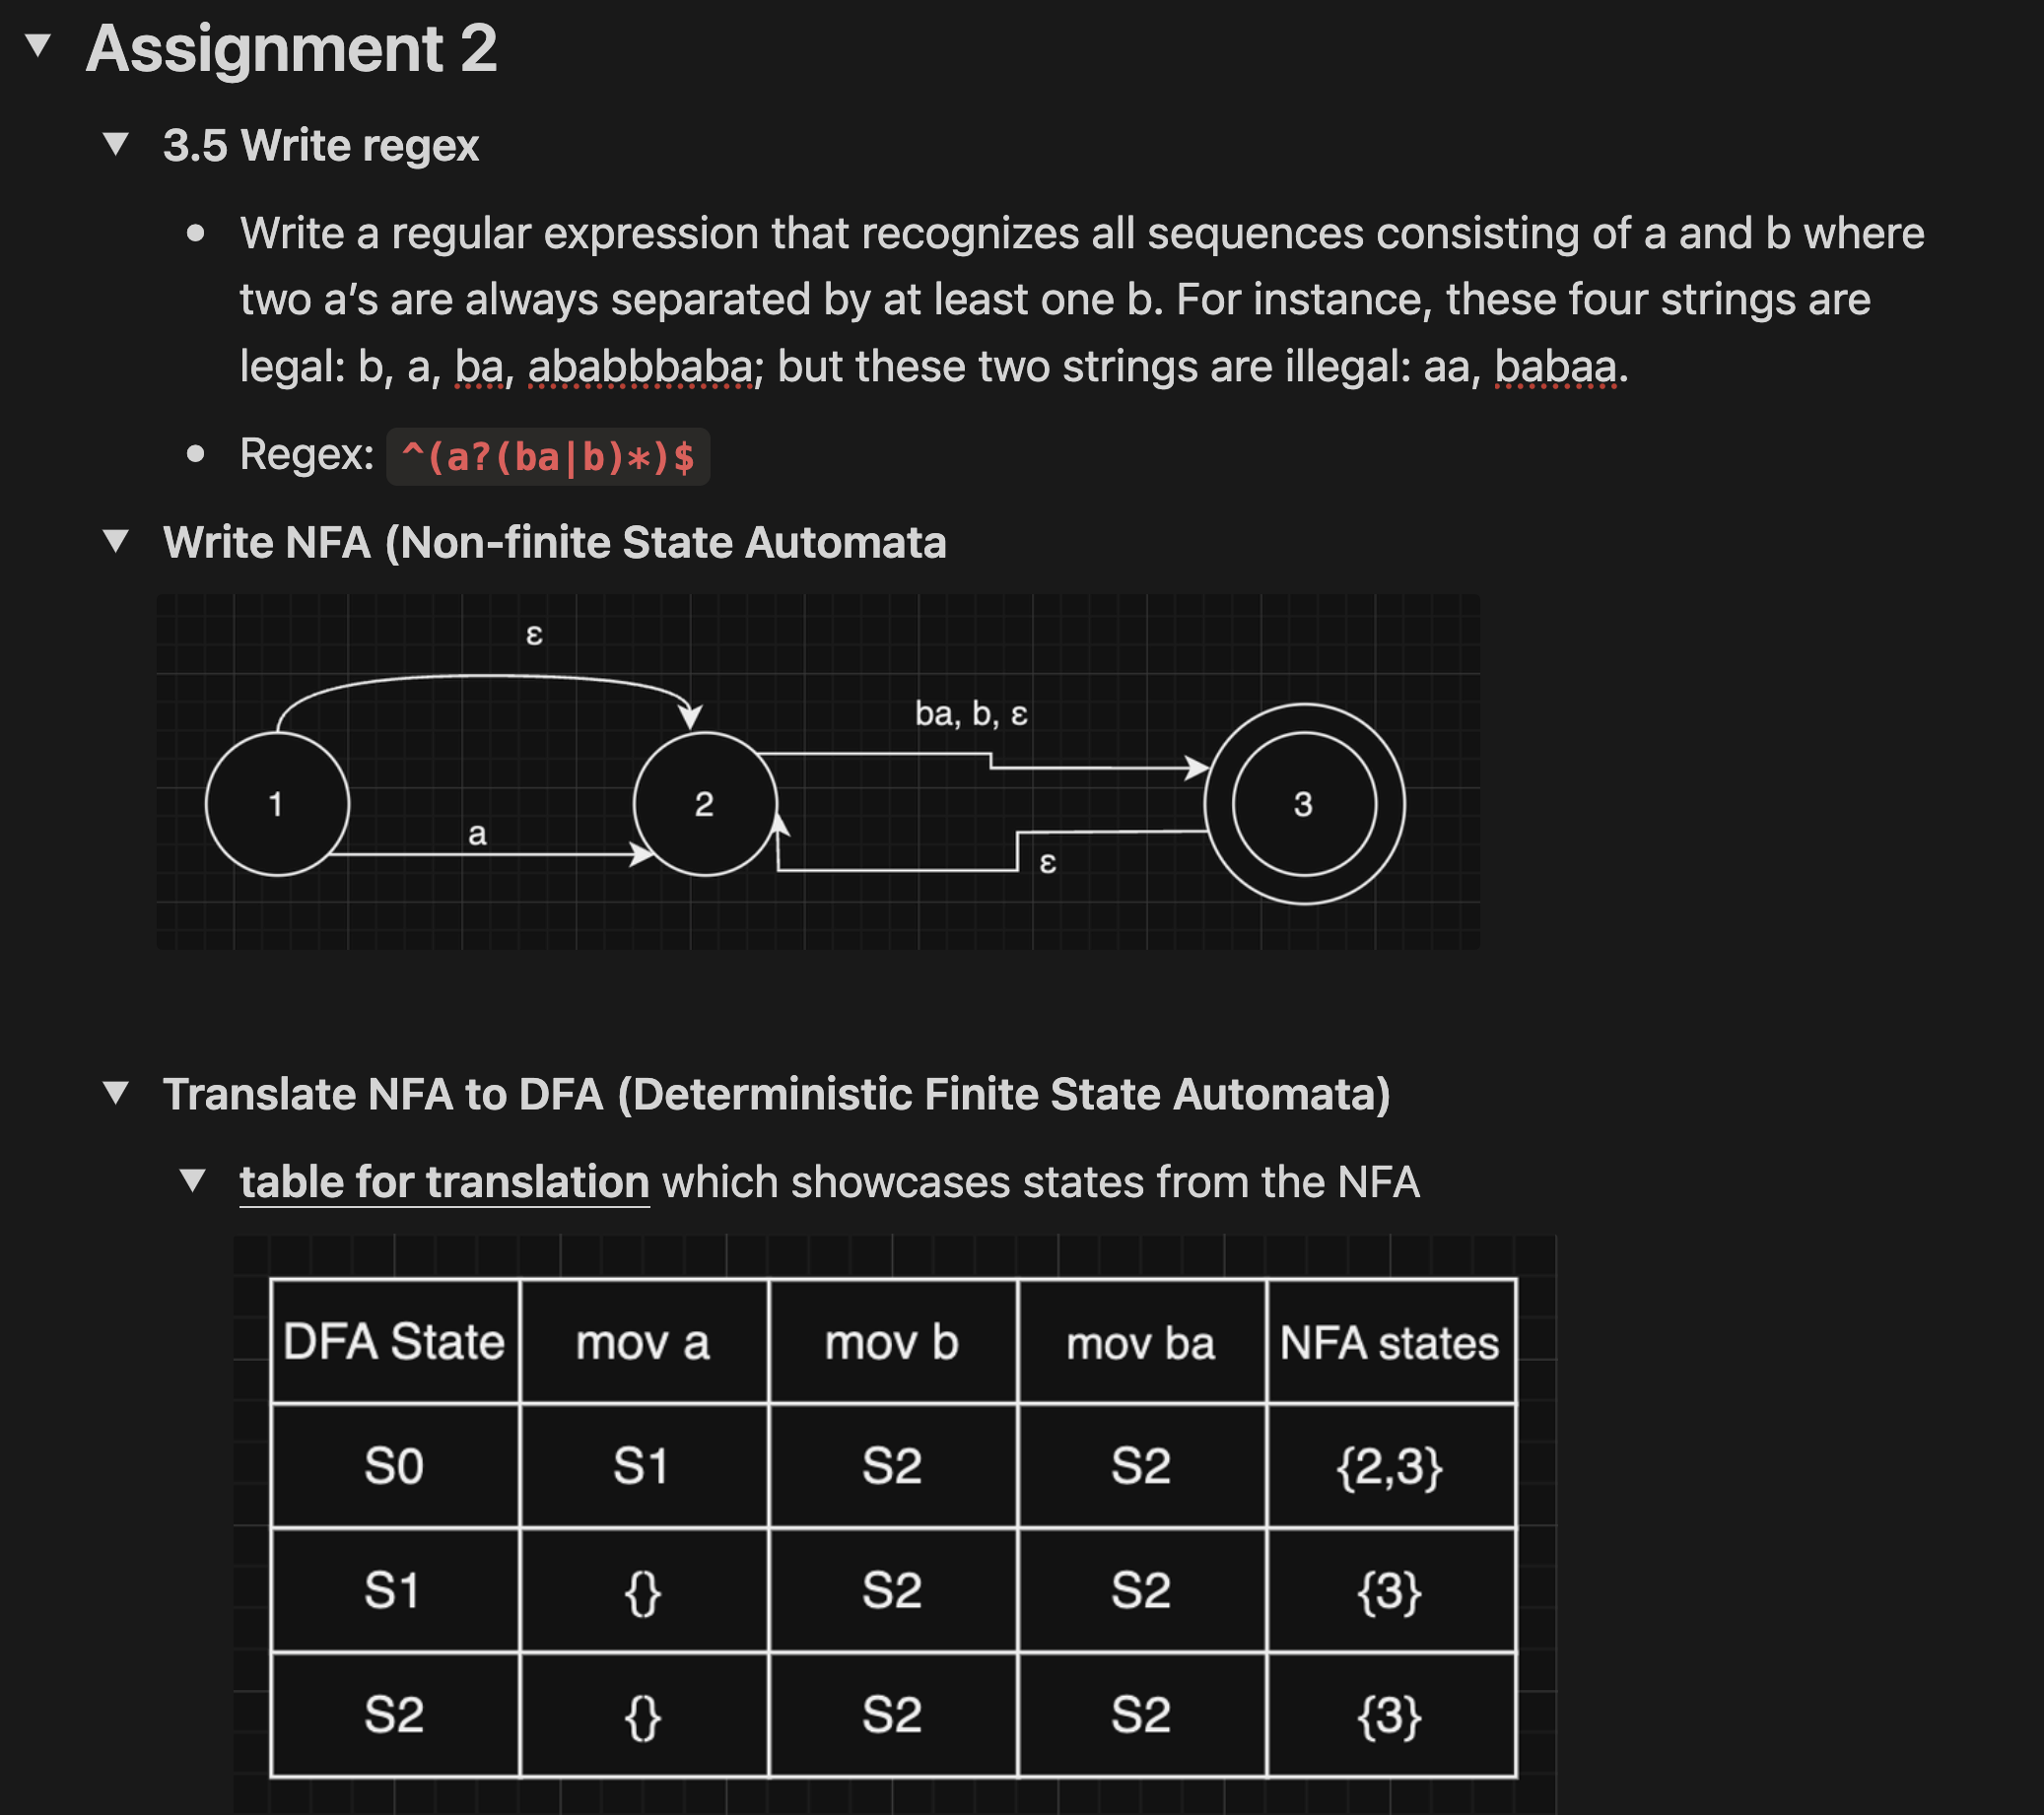 Assignment 2
3.5 Write regex
Write a regular expression that recognizes all sequences consisting of a and b where
two a’s are always separated by at least one b. For instance, these four strings are
legal: b, a, ba, ababbbaba; but these two strings are illegal: aa, babaa.
Regex: ^(a?(ba|b)*)$
Write NFA (Non-finite State Automata
ε
ba, b, ε
1
2
3
a
ε
Translate NFA to DFA (Deterministic Finite State Automata)
table for translation which showcases states from the NFA
DFA State mov a mov b mov ba NFA states
S0 S1 S2 S2 {2,3}
S1 {} S2 S2 {3}
S2 {} S2 S2 {3}